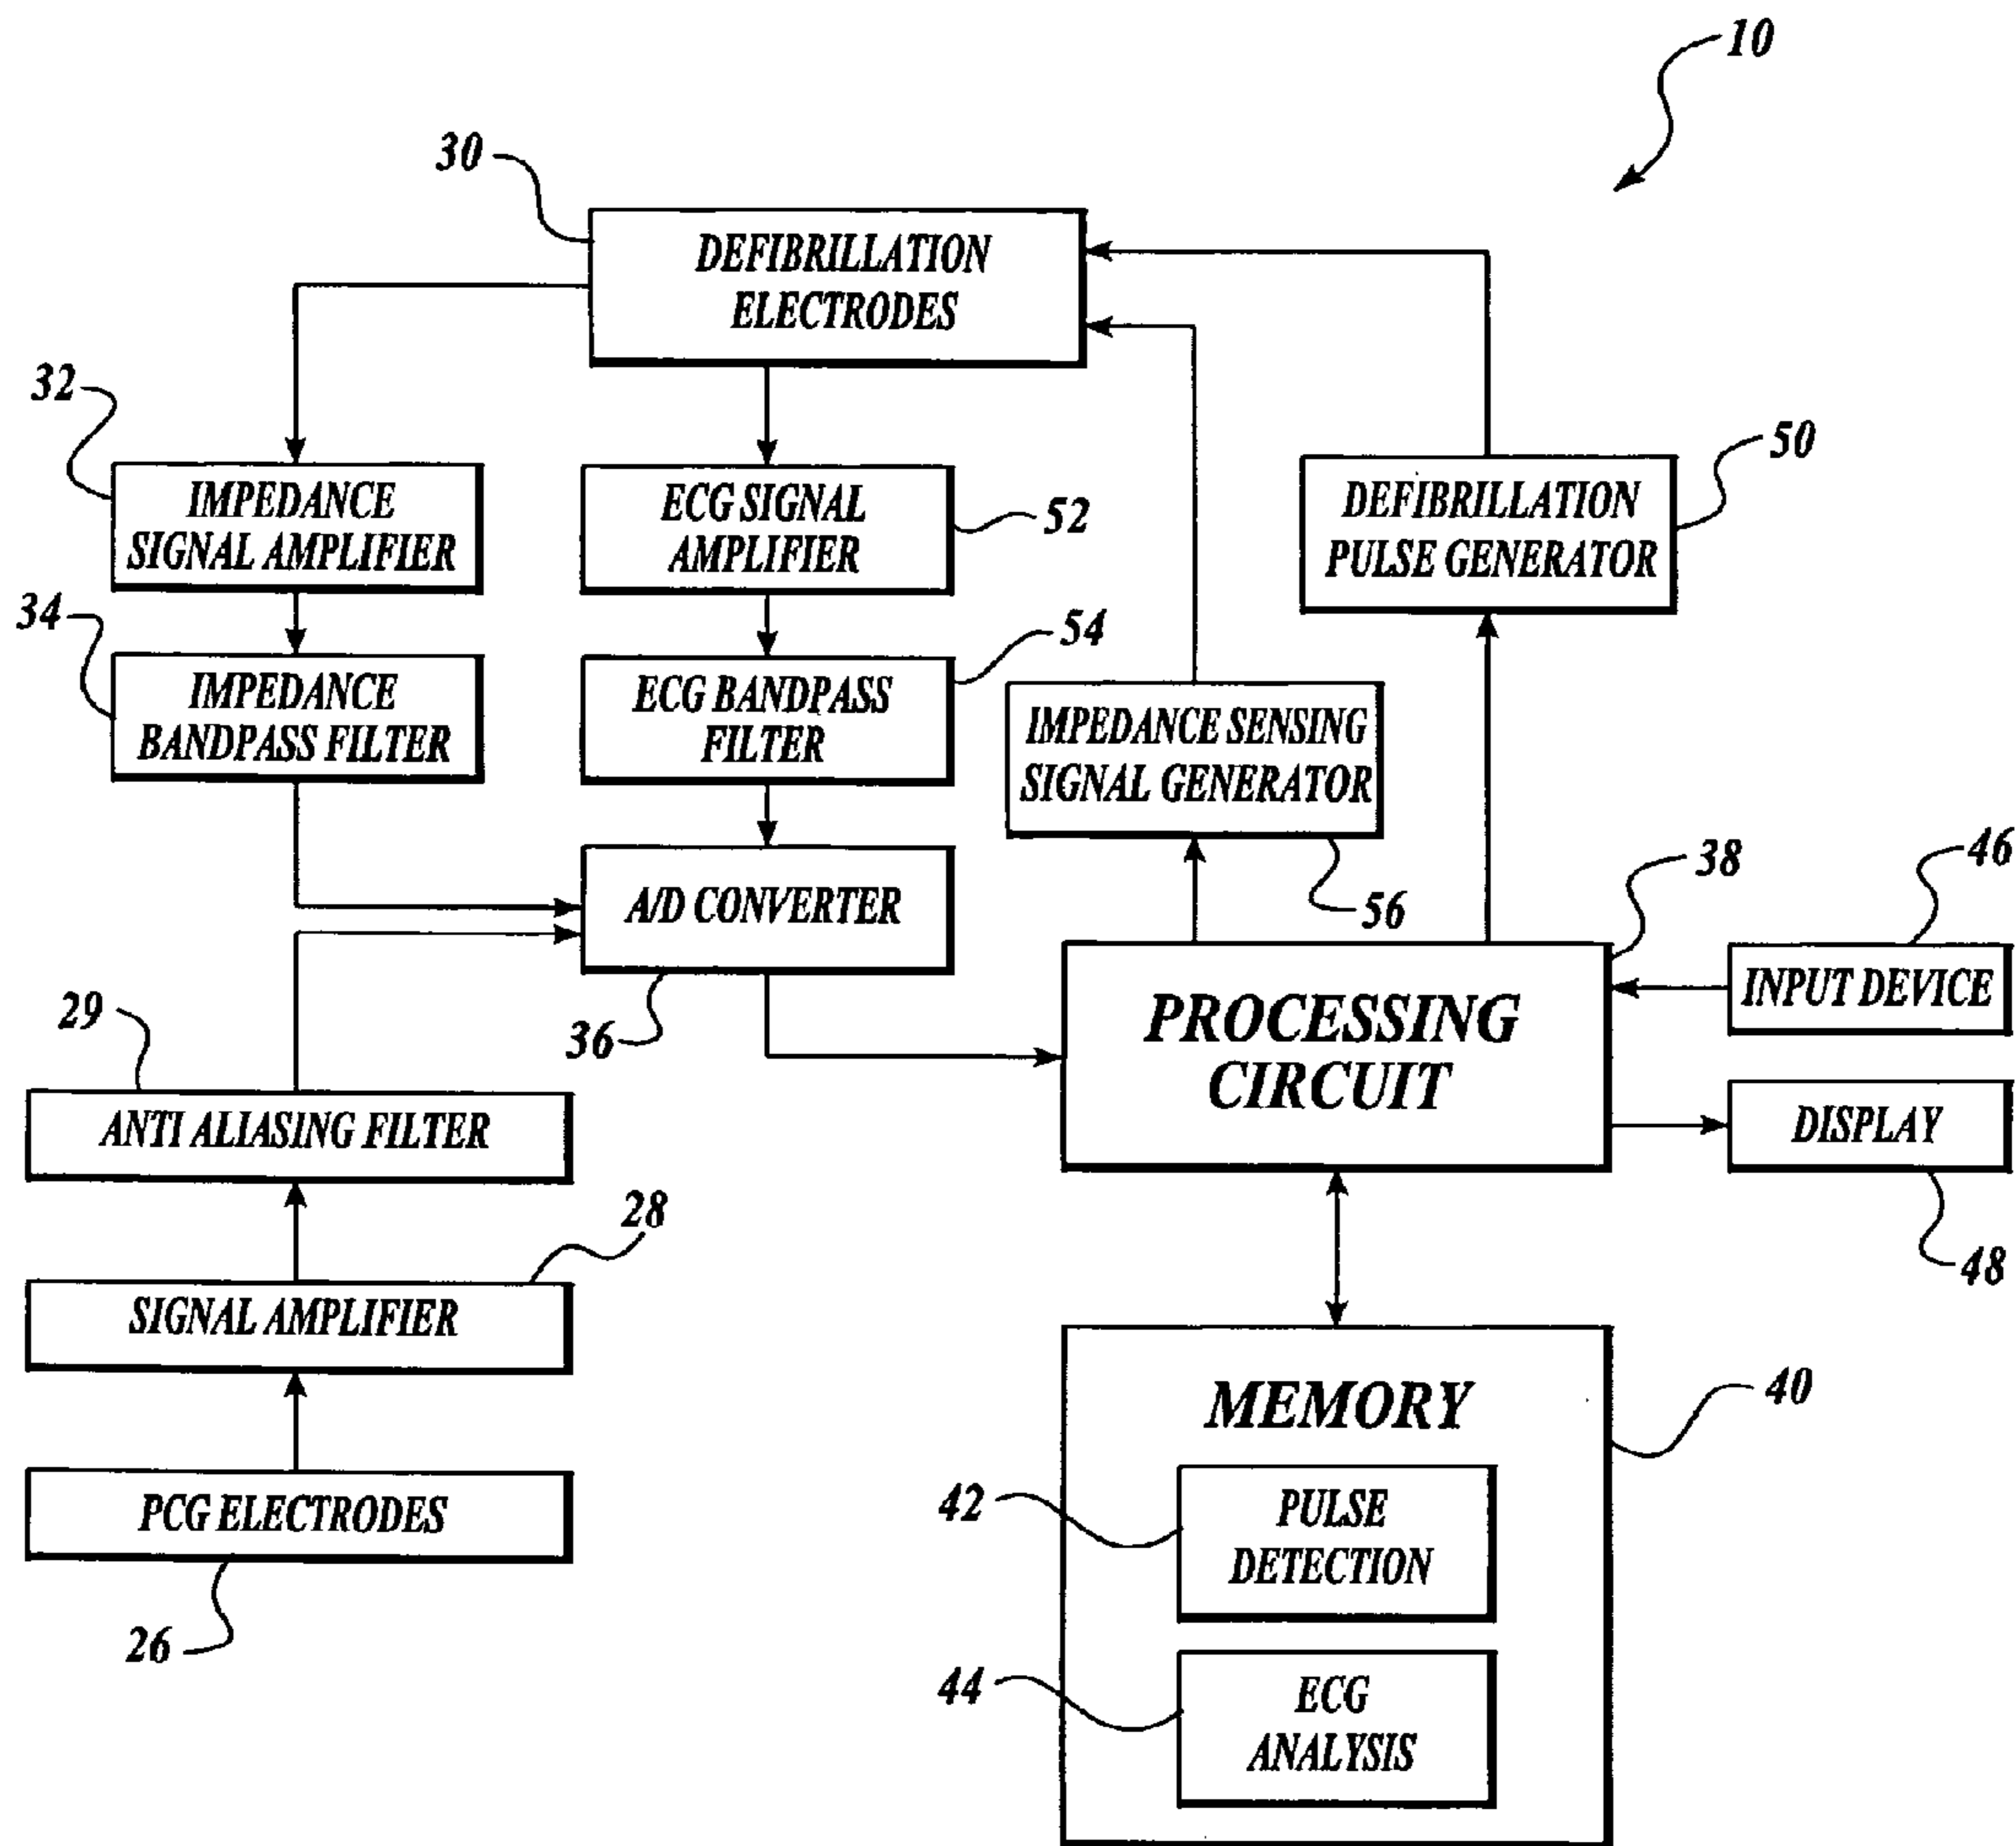 10
30
DEFIBRILLATION
ELECTRODES
32
IMPEDANCE
SIGNAL AMPLIFIER
ECG SIGNAL
AMPLIFIER
52
50
DEFIBRILLATION
PULSE GENERATOR
34
IMPEDANCE
BANDPASS FILTER
54
ECG BANDPASS
FILTER
IMPEDANCE SENSING
SIGNAL GENERATOR
56
A/D CONVERTER
36
38
46
PROCESSING
CIRCUIT
INPUT DEVICE
DISPLAY
48
29
ANTI ALIASING FILTER
28
SIGNAL AMPLIFIER
PCG ELECTRODES
26
MEMORY
40
42
PULSE
DETECTION
44
ECG
ANALYSIS